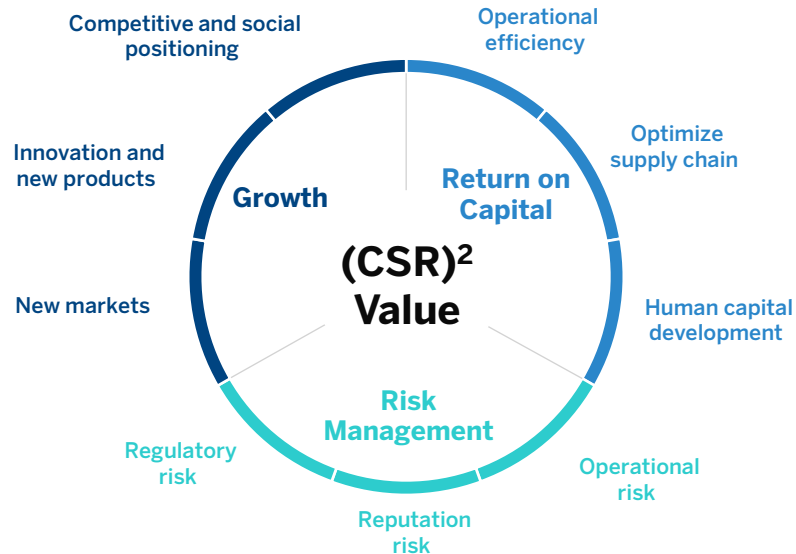 Competitive and social
positioning
Operational
efficiency
Innovation and
new products
Optimize
supply chain
Growth
Return on
Capital
(CSR)²
Value
New markets
Human capital
development
Risk
Management
Regulatory
risk
Operational
risk
Reputation
risk